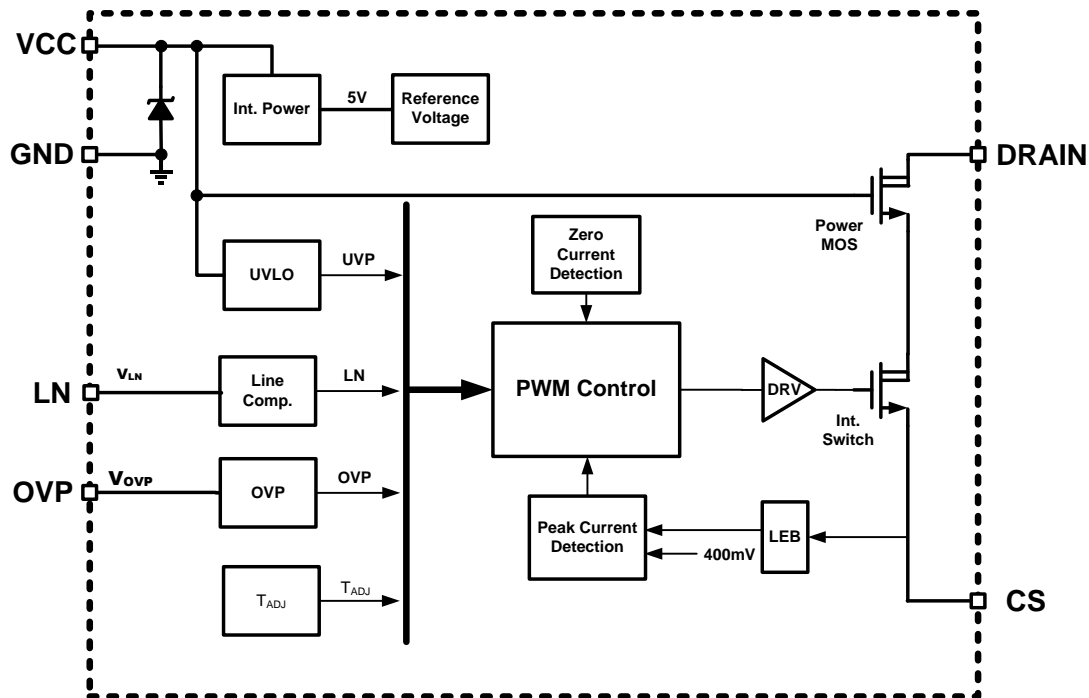 VCC
GND
LN
OVP
DRAIN
CS
Int. Power
5V
Reference
Voltage
Power
MOS
Zero
Current
Detection
UVLO
UVP
VLN
Line
Comp.
LN
PWM Control
DRV
Int.
Switch
VOVP
OVP
OVP
Peak Current
Detection
LEB
400mV
TADJ
TADJ